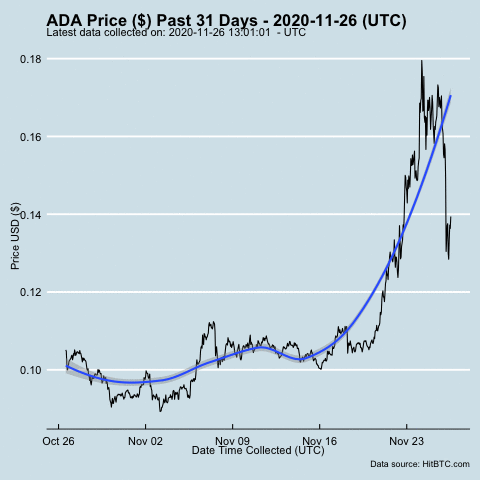 ADA Price ($) Past 31 Days - 2020-11-26 (UTC)
Latest data collected on: 2020-11-26 13:01:01 - UTC
0.18
0.16
0.14
0.12
0.10
Price USD ($)
Oct 26 Nov 02 Nov 09 Nov 16 Nov 23
Date Time Collected (UTC)
Data source: HitBTC.com